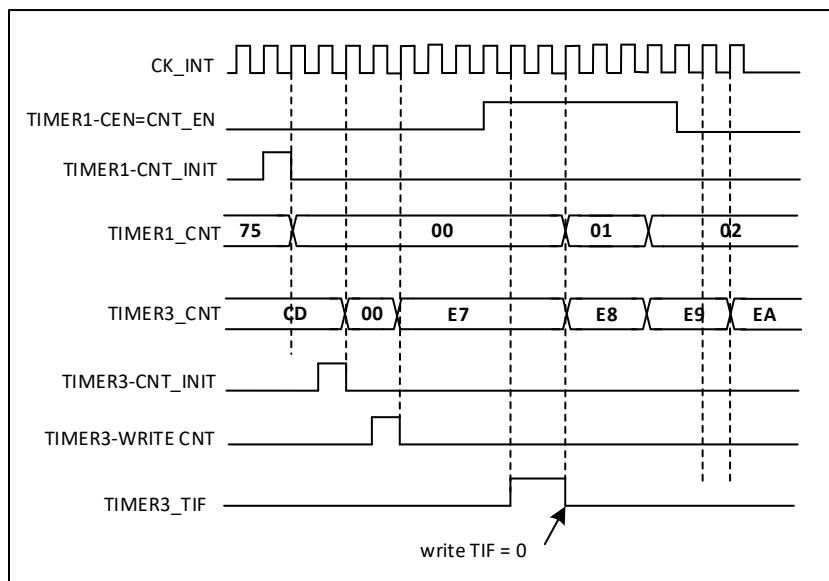 CK_INT
TIMER1-CEN=CNT_EN
TIMER1-CNT_INIT
TIMER1_CNT 75 00 01 02
TIMER3_CNT CD 00 E7 E8 E9 EA
TIMER3-CNT_INIT
TIMER3-WRITE CNT
TIMER3_TIF
write TIF = 0